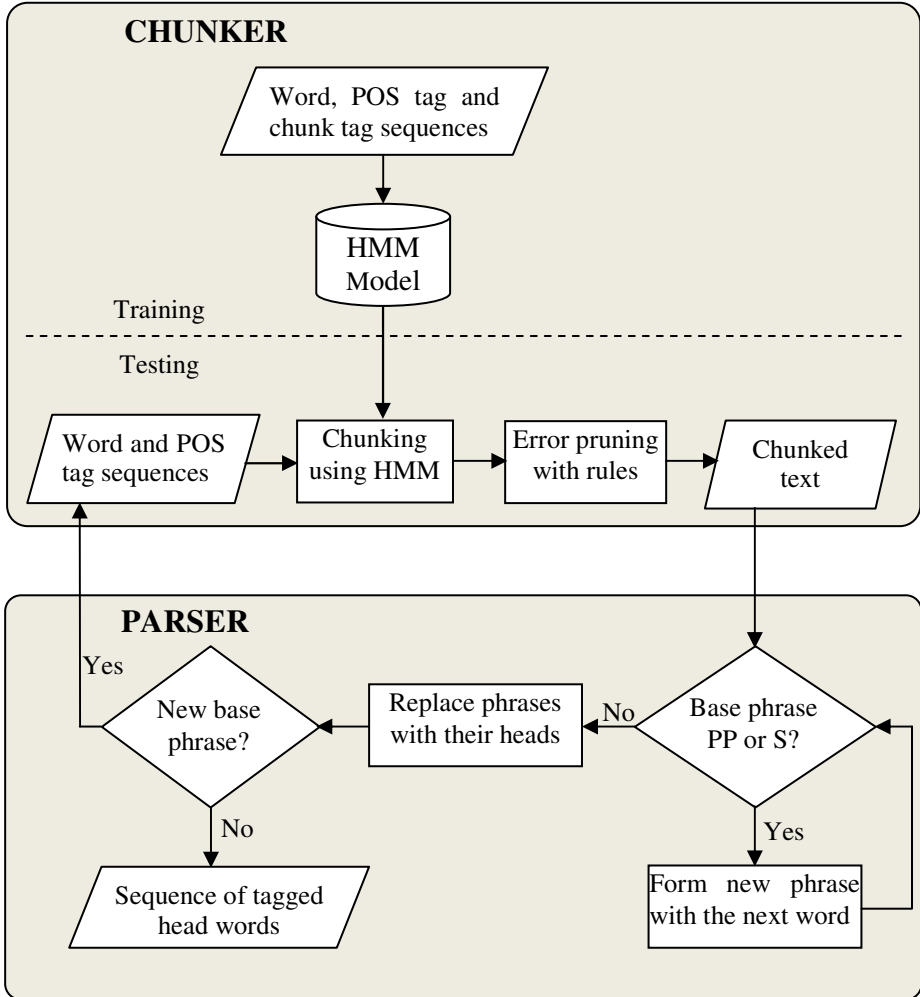 CHUNKER
Word, POS tag and
chunk tag sequences
HMM
Model
Training
Testing
Word and POS
tag sequences
Chunking
using HMM
Error pruning
with rules
Chunked
text
PARSER
Yes
New base
phrase?
Replace phrases
with their heads
No
Base phrase
PP or S?
No
Yes
Sequence of tagged
head words
Form new phrase
with the next word